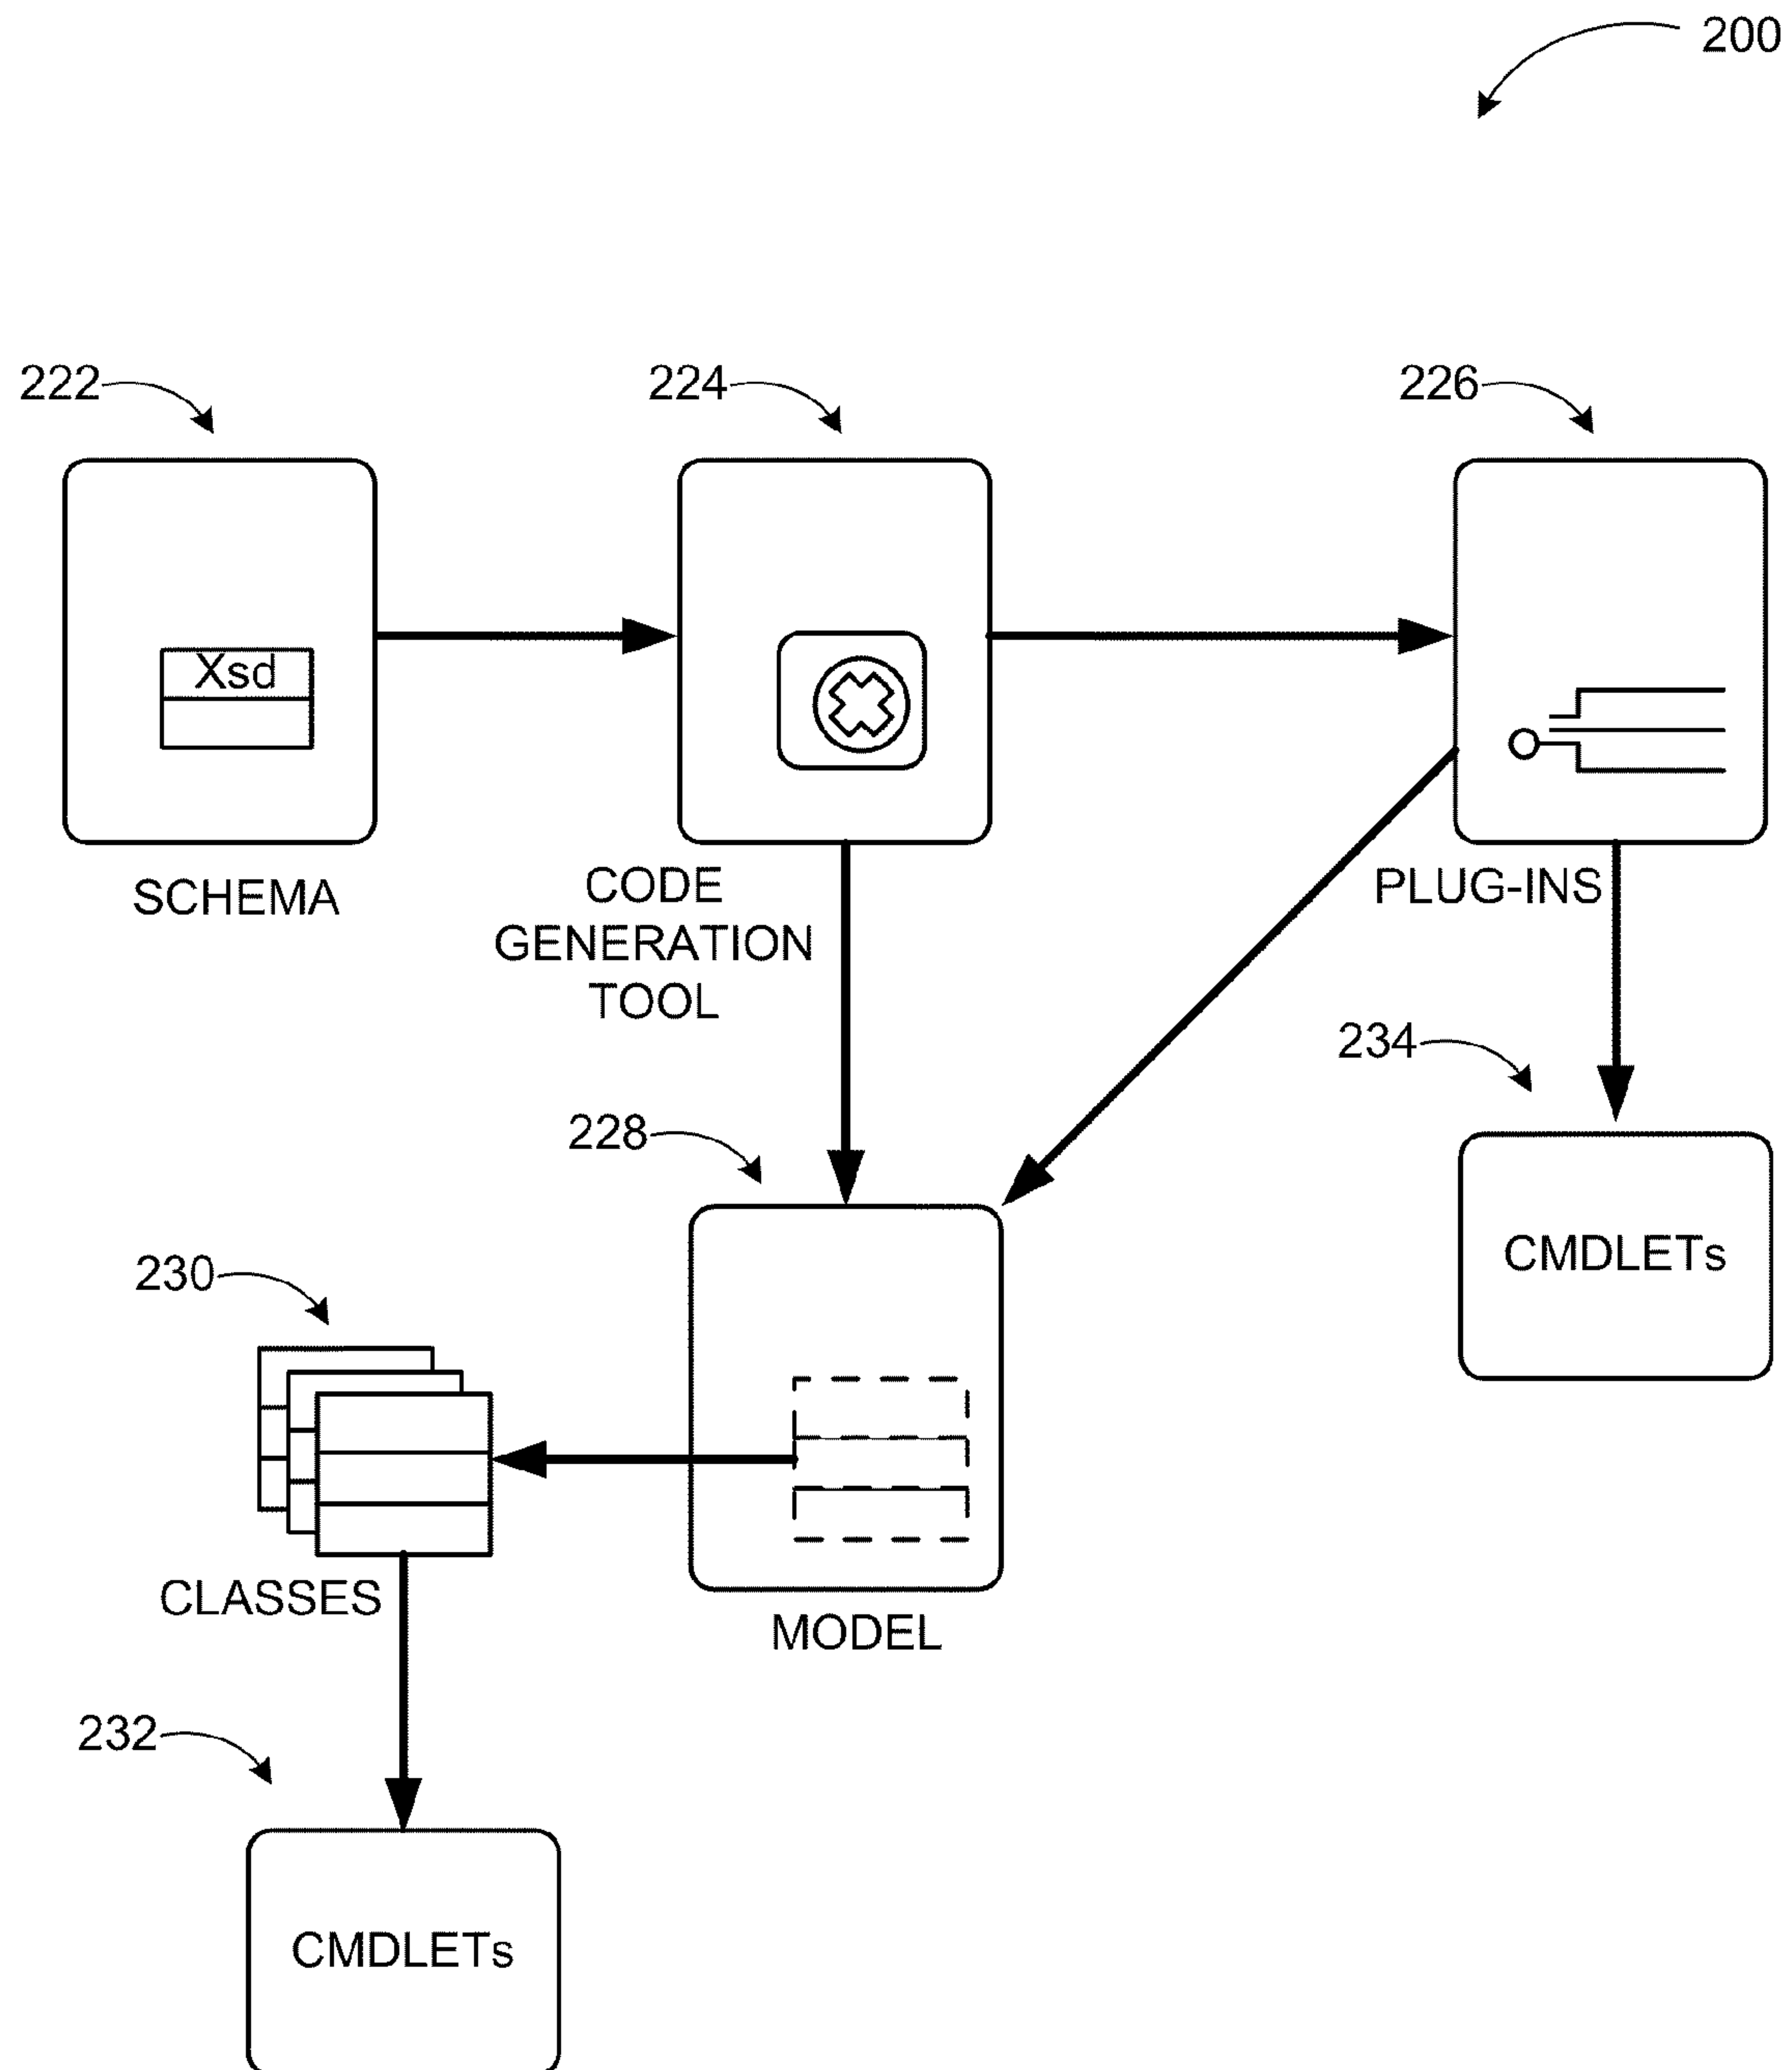 200
222
224
226
Xsd
SCHEMA
CODE
GENERATION
TOOL
PLUG-INS
234
228
CMDLETs
230
CLASSES
MODEL
232
CMDLETs